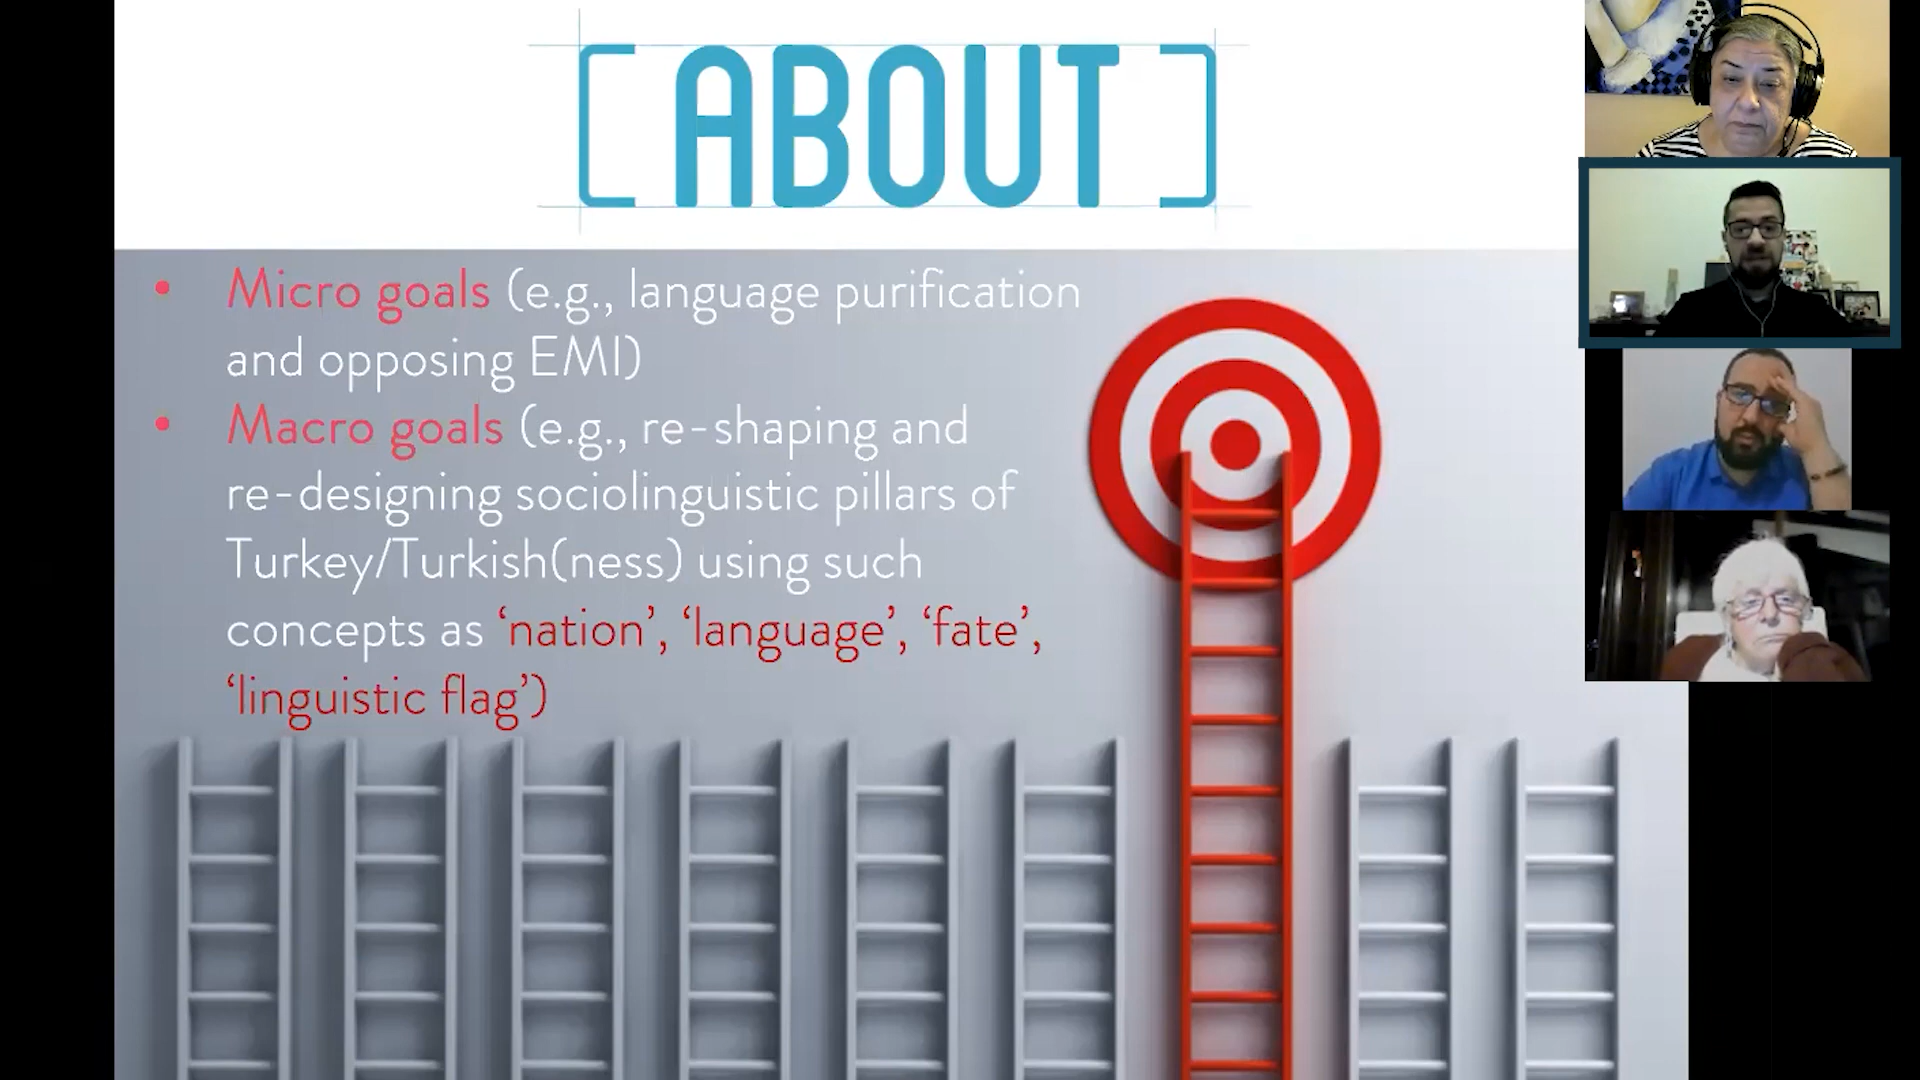 ABOUT
• Micro goals (e.g., language purification
and opposing EMI)
• Macro goals (e.g., re-shaping and
re-designing sociolinguistic pillars of
Turkey/Turkish(ness) using such
concepts as ‘nation’, ‘language’, ‘fate’,
‘linguistic flag’)